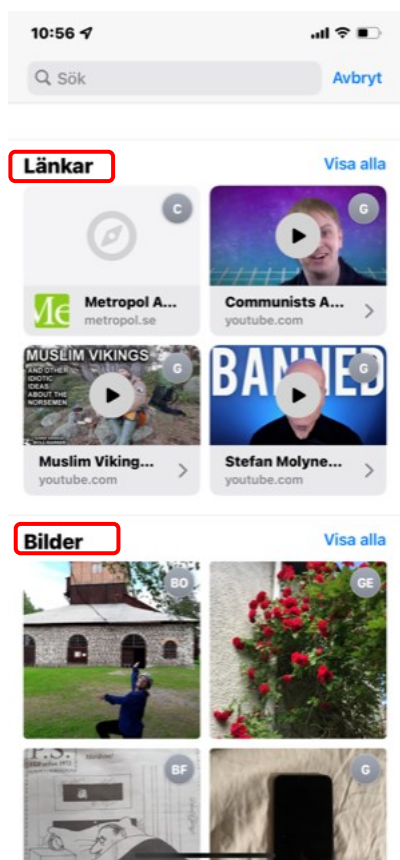 10:56
Sök
Avbryt
Länkar
Visa alla
C
G
Me
Metropol A...
metropol.se
Communists A...
youtube.com
MUSLIM VIKINGS
AND OTHER
IDIOTIC
IDEAS
ABOUT THE
NORSEMEN
G
BANNED
G
Muslim Viking...
youtube.com
Stefan Molyne...
youtube.com
Bilder
Visa alla
BO
GE
P.S.
BF
G